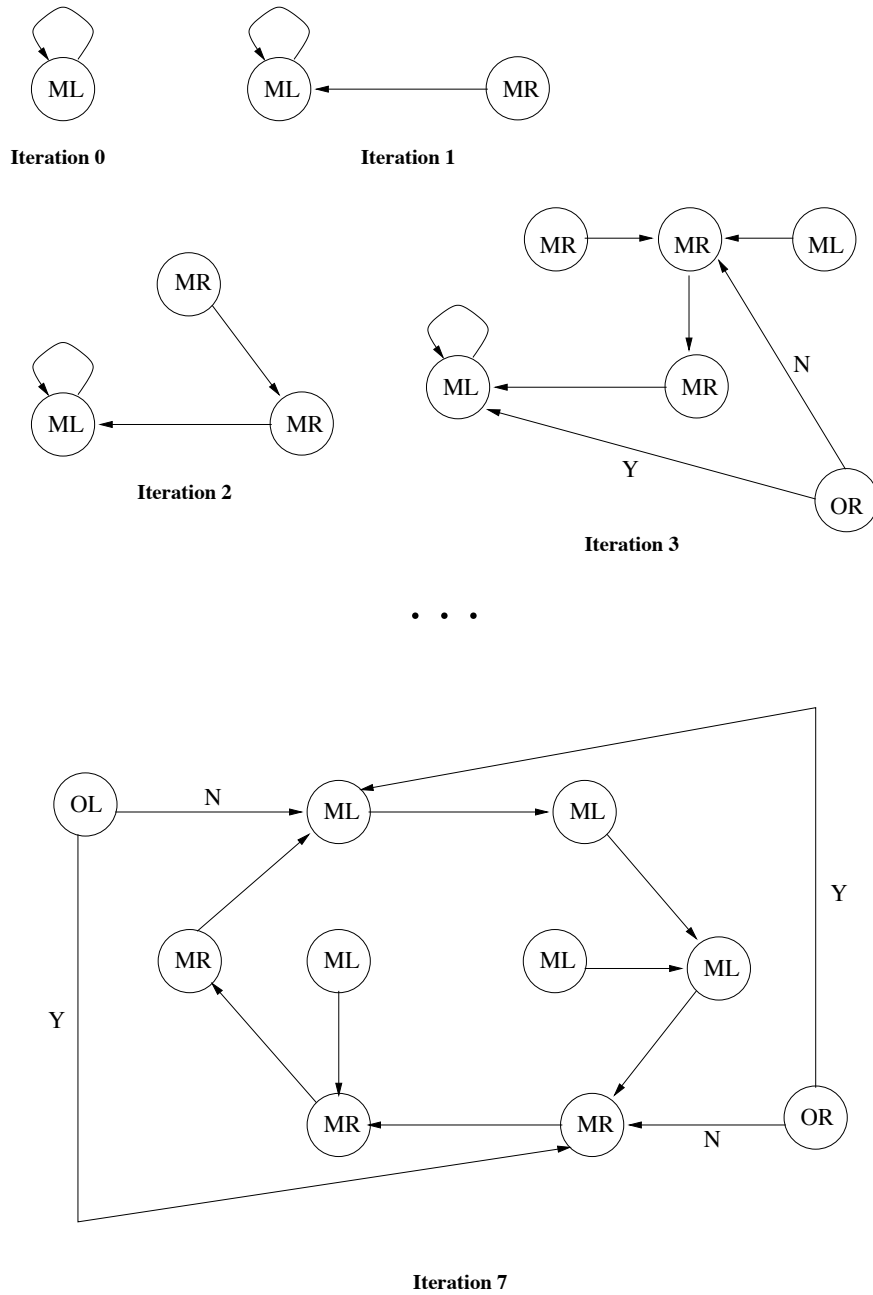 ML
ML
MR
Iteration 0
Iteration 1
MR
ML
MR
Iteration 2
MR
MR
ML
N
ML
MR
Y
OR
Iteration 3
. . .
OL
N
ML
ML
Y
MR
ML
ML
ML
Y
MR
MR
N
OR
Iteration 7